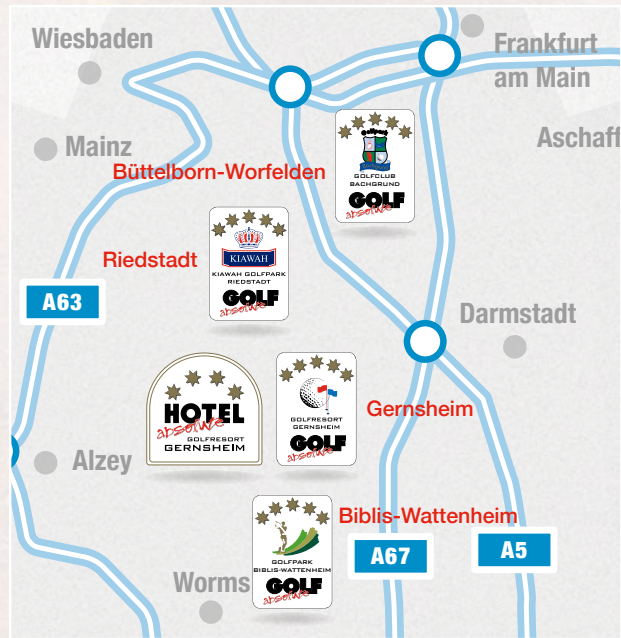 Wiesbaden
Frankfurt
am Main
Mainz
Aschaff
Büttelborn-Worfelden
Golfpark
GOLFCLUB
BACHGRUND
GOLF
absolute
Riedstadt
KIAWAH
KIAWAH GOLFPARK
RIEDSTADT
GOLF
absolute
A63
Darmstadt
HOTEL
absolute
GOLFRESORT
GERNSHEIM
GOLFRESORT
GERNSHEIM
GOLF
absolute
Gernsheim
Alzey
Biblis-Wattenheim
GOLFPARK
BIBLIS-WATTENHEIM
GOLF
absolute
A67
A5
Worms